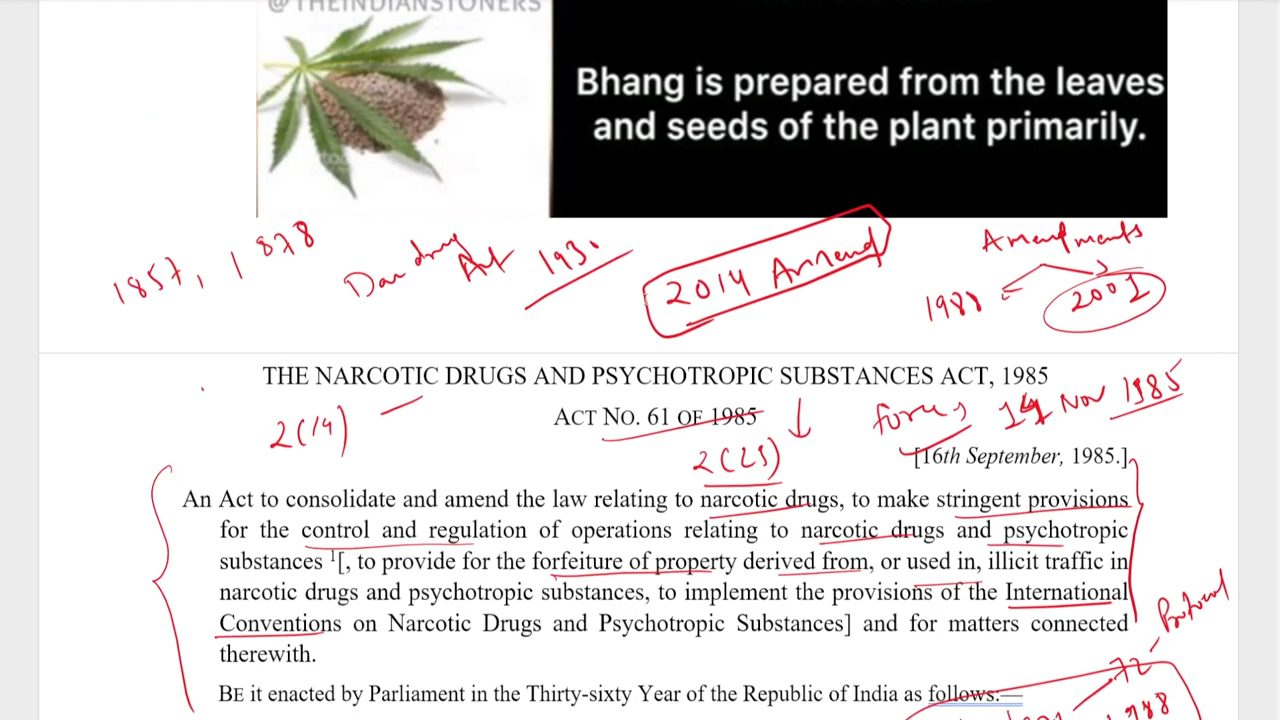 @THEINDIANSTONERS
Bhang is prepared from the leaves
and seeds of the plant primarily.
1857, 1878
Dan drug
Act 193.
2014 Amend
Amendments
1988
2001
THE NARCOTIC DRUGS AND PSYCHOTROPIC SUBSTANCES ACT, 1985
2(14)
ACT NO. 61 OF 1985
14 Nov 1985
2(23)
[16th September, 1985.]
An Act to consolidate and amend the law relating to narcotic drugs, to make stringent provisions
for the control and regulation of operations relating to narcotic drugs and psychotropic
substances 1[, to provide for the forfeiture of property derived from, or used in, illicit traffic in
narcotic drugs and psychotropic substances, to implement the provisions of the International
Conventions on Narcotic Drugs and Psychotropic Substances] and for matters connected
therewith.
Protocol
72
BE it enacted by Parliament in the Thirty-sixty Year of the Republic of India as follows:—